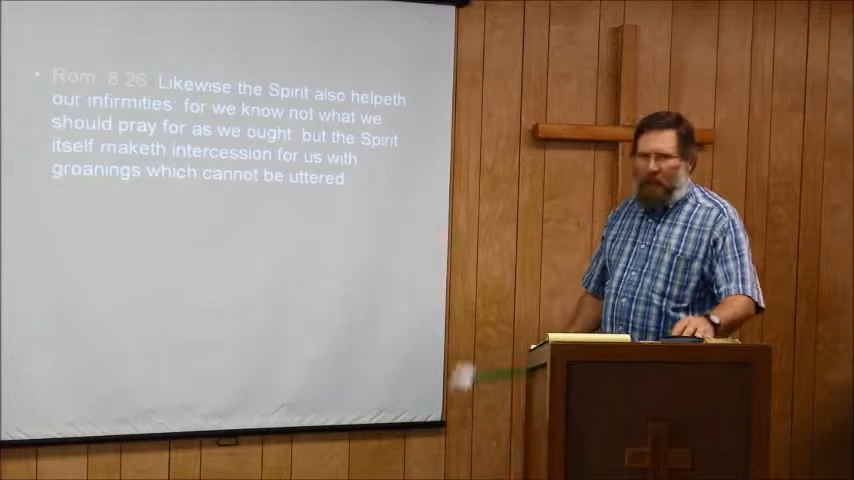 • Rom 8:26 Likewise the Spirit also helpeth
our infirmities: for we know not what we
should pray for as we ought: but the Spirit
itself maketh intercession for us with
groanings which cannot be uttered